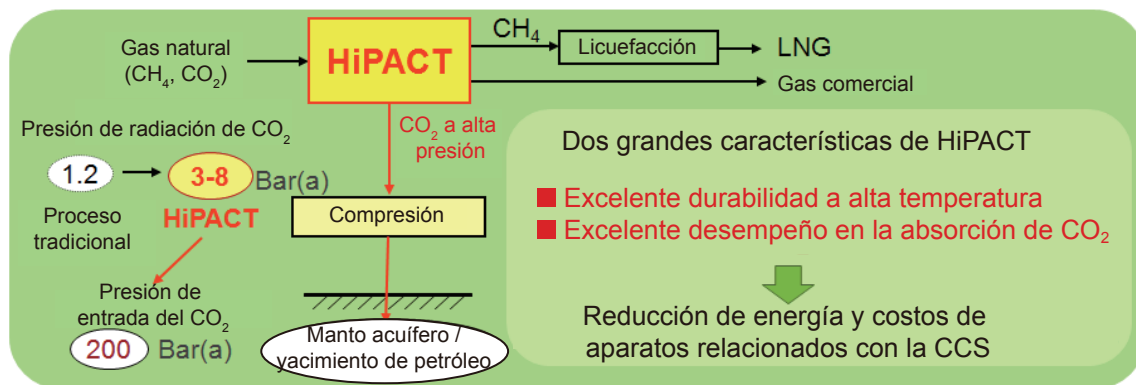 Gas natural
(CH₄, CO₂)
HiPACT
CH₄
Licuefacción
LNG
Gas comercial
CO₂ a alta
presión
Presión de radiación de CO₂
1.2
3-8
Bar(a)
Proceso
tradicional
HiPACT
Compresión
Presión de
entrada del CO₂
200
Bar(a)
Manto acuífero /
yacimiento de petróleo
Dos grandes características de HiPACT
Excelente durabilidad a alta temperatura
Excelente desempeño en la absorción de CO₂
Reducción de energía y costos de
aparatos relacionados con la CCS